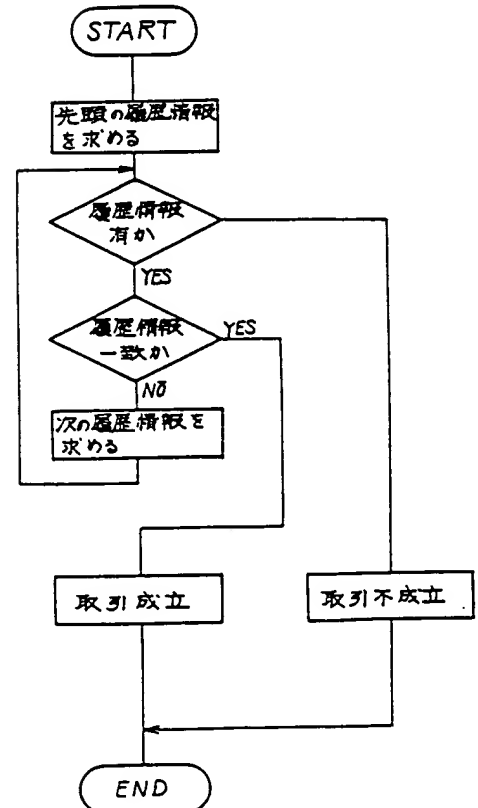 START
先頭の履歴情報
を求める
履歴情報
有か
YES
履歴情報
一致か
YES
NO
次の履歴情報を
求める
取引成立
取引不成立
END